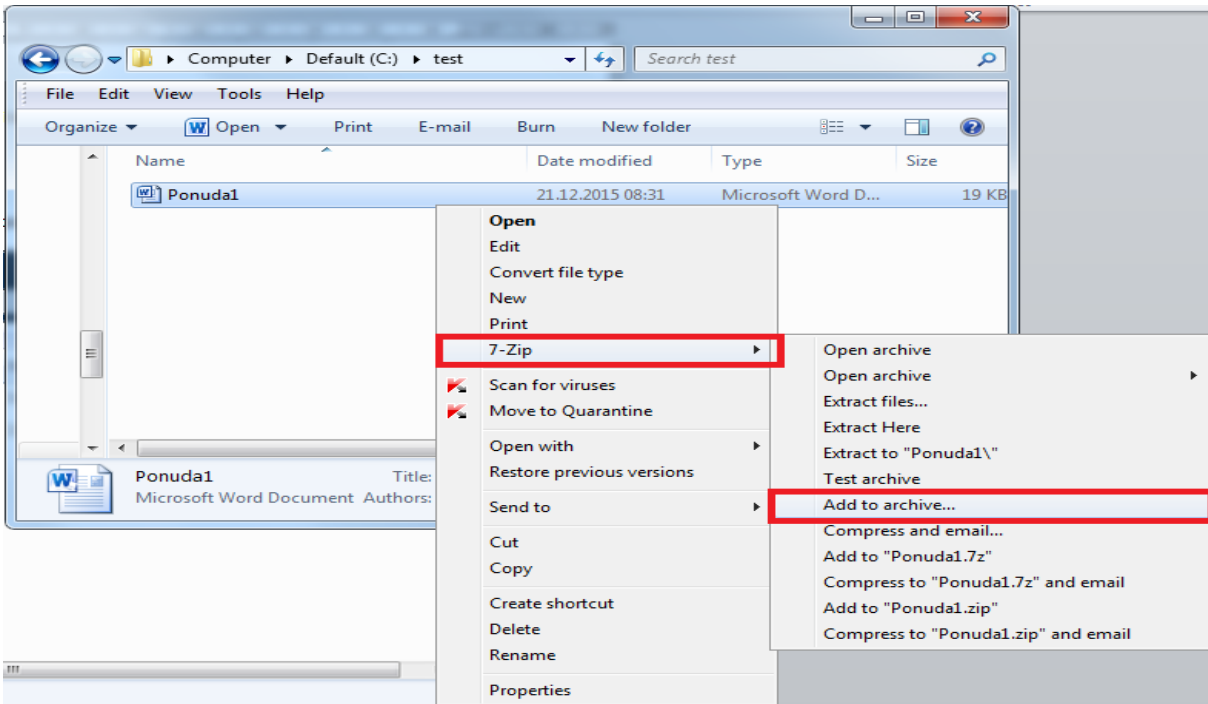 Computer ▸ Default (C:) ▸ test
Search test
File Edit View Tools Help
Organize Open Print E-mail Burn New folder
Name Date modified Type Size
Ponuda1 21.12.2015 08:31 Microsoft Word D... 19 KB
Open
Edit
Convert file type
New
Print
7-Zip
Scan for viruses
Move to Quarantine
Open with
Restore previous versions
Send to
Cut
Copy
Create shortcut
Delete
Rename
Properties
Open archive
Open archive
Extract files...
Extract Here
Extract to "Ponuda1\"
Test archive
Add to archive...
Compress and email...
Add to "Ponuda1.7z"
Compress to "Ponuda1.7z" and email
Add to "Ponuda1.zip"
Compress to "Ponuda1.zip" and email
Ponuda1 Title:
Microsoft Word Document Authors: